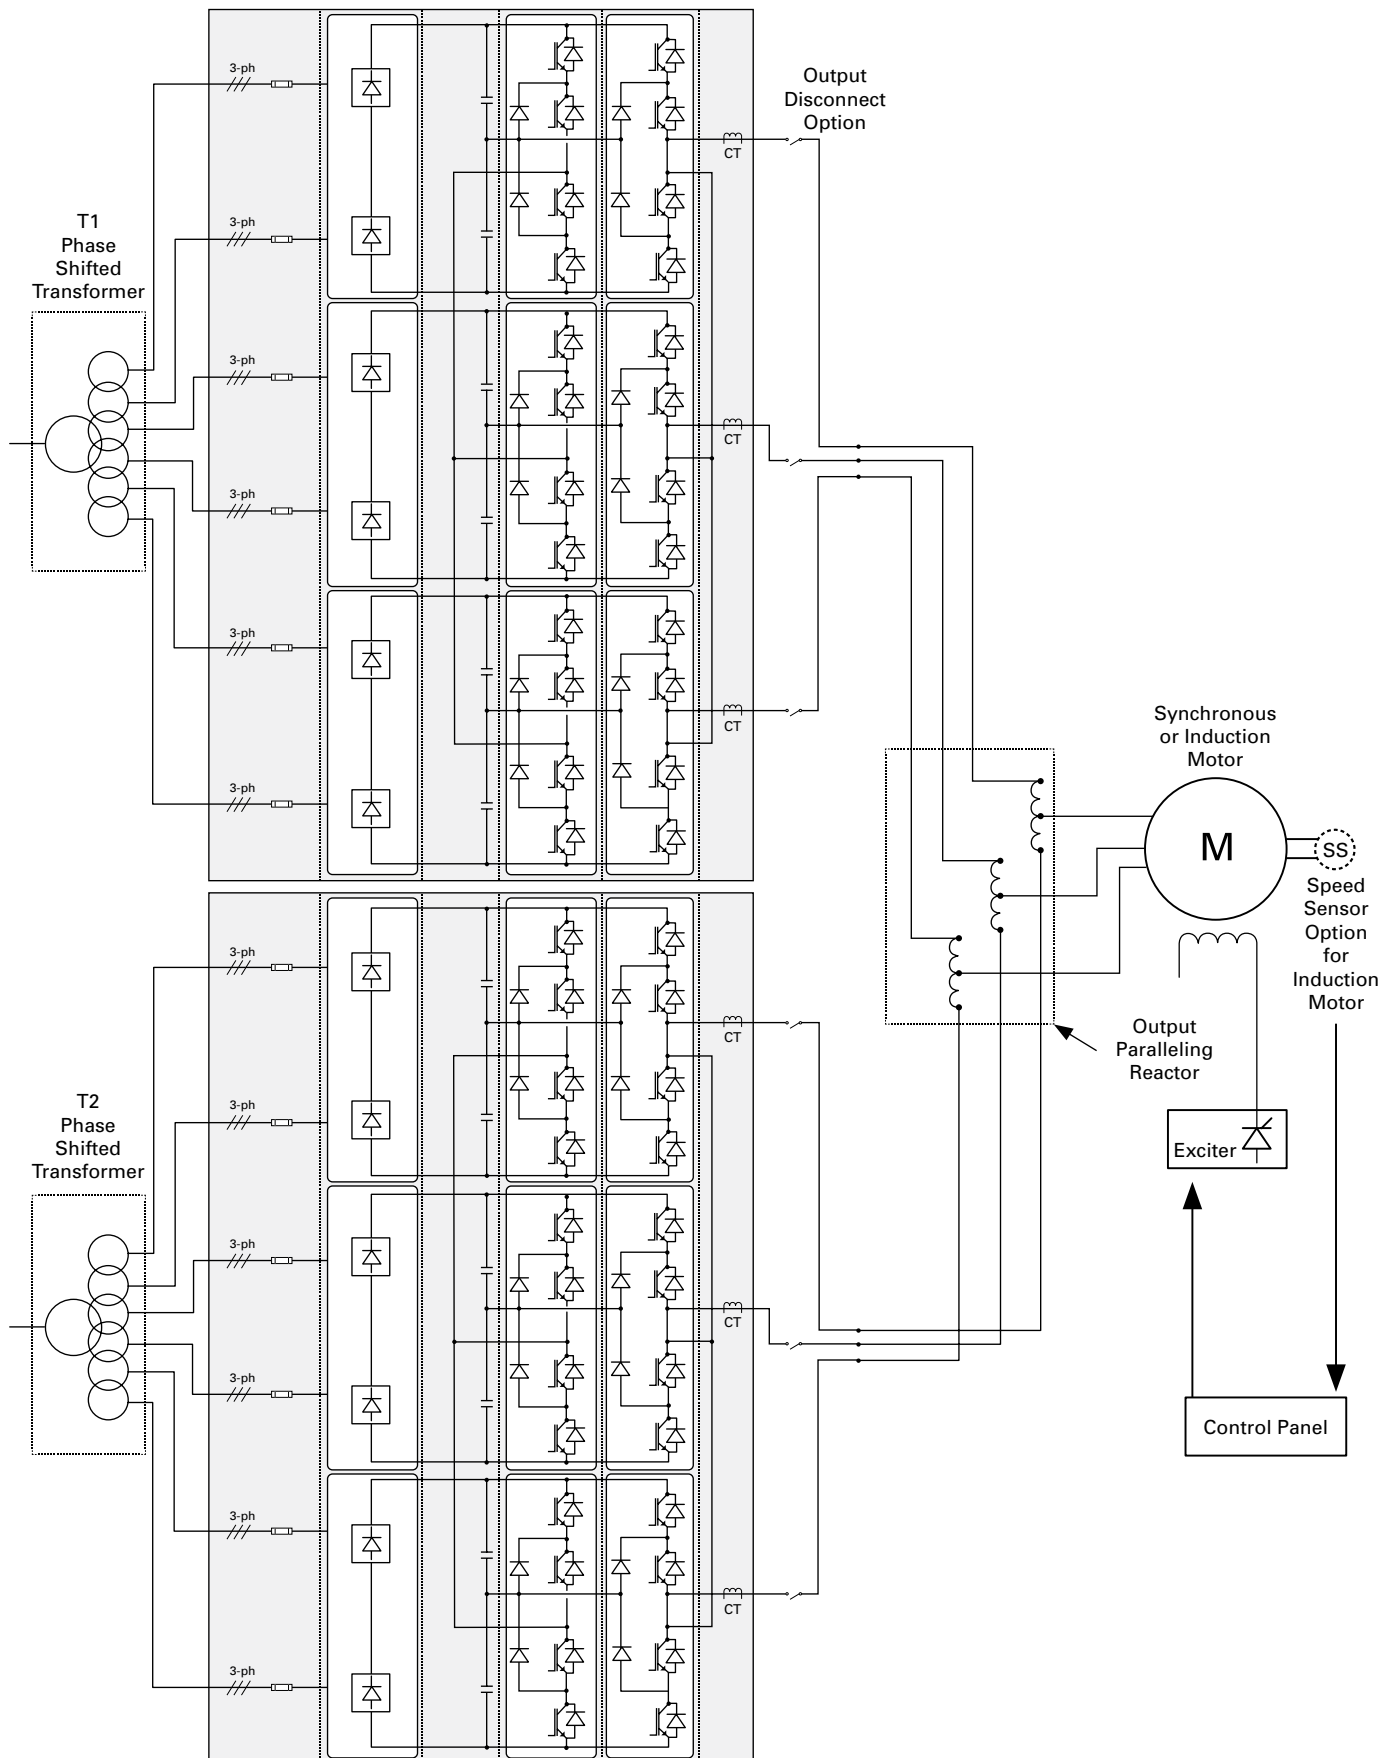 3-ph
Output
Disconnect
Option
CT
3-ph
T1
Phase
Shifted
Transformer
3-ph
CT
3-ph
3-ph
CT
Synchronous
or Induction
Motor
3-ph
M
SS
Speed
Sensor
Option
for
Induction
Motor
3-ph
CT
Output
Paralleling
Reactor
3-ph
T2
Phase
Shifted
Transformer
Exciter
3-ph
CT
3-ph
Control Panel
3-ph
CT
3-ph